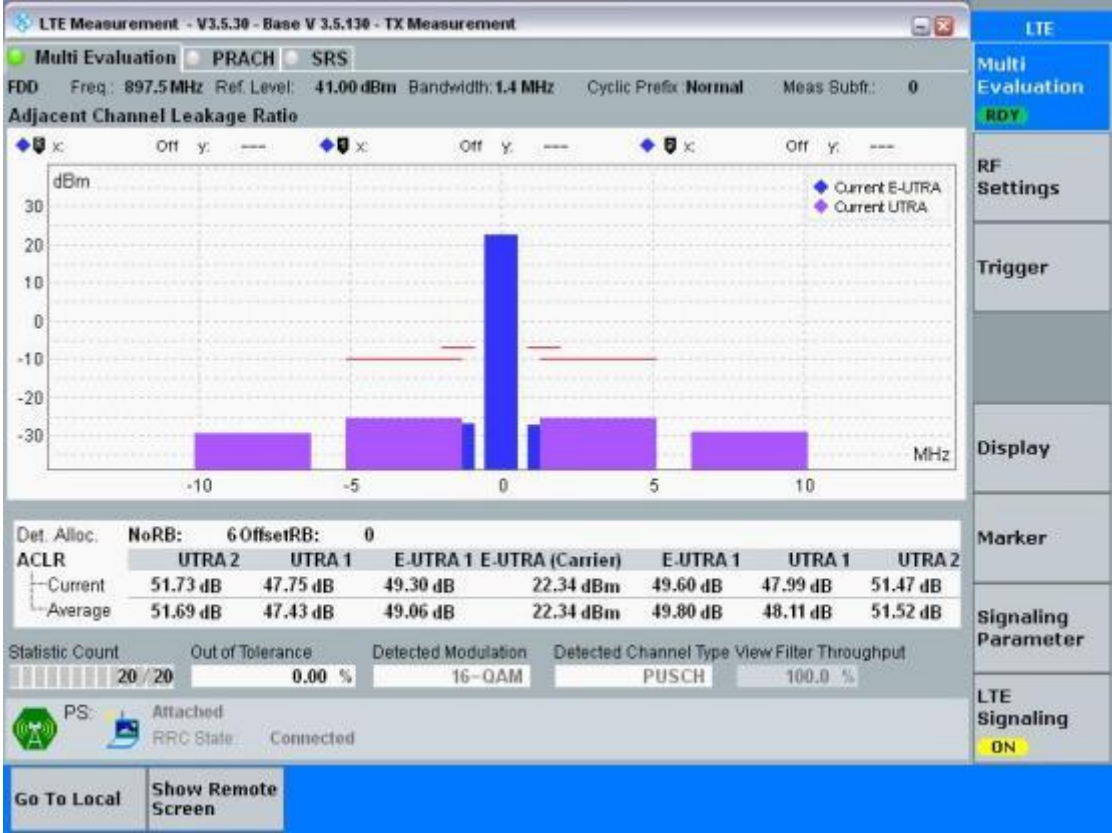 LTE Measurement - V3.5.30 - Base V 3.5.130 - TX Measurement
Multi Evaluation PRACH SRS
FDD Freq.: 897.5 MHz Ref. Level: 41.00 dBm Bandwidth: 1.4 MHz Cyclic Prefix: Normal Meas Subfr.: 0
Adjacent Channel Leakage Ratio
x: Off y: --- x: Off y: --- x: Off y: ---
dBm
Current E-UTRA
Current UTRA
30
20
10
0
-10
-20
-30
MHz
-10 -5 0 5 10
Det. Alloc. NoRB: 6 OffsetRB: 0
ACLR UTRA 2 UTRA 1 E-UTRA 1 E-UTRA (Carrier) E-UTRA 1 UTRA 1 UTRA 2
Current 51.73 dB 47.75 dB 49.30 dB 22.34 dBm 49.60 dB 47.99 dB 51.47 dB
Average 51.69 dB 47.43 dB 49.06 dB 22.34 dBm 49.80 dB 48.11 dB 51.52 dB
Statistic Count Out of Tolerance Detected Modulation Detected Channel Type View Filter Throughput
20 / 20 0.00 % 16-QAM PUSCH 100.0 %
PS: Attached
RRC State: Connected
LTE
Multi
Evaluation
RDY
RF
Settings
Trigger
Display
Marker
Signaling
Parameter
LTE
Signaling
ON
Go To Local
Show Remote
Screen